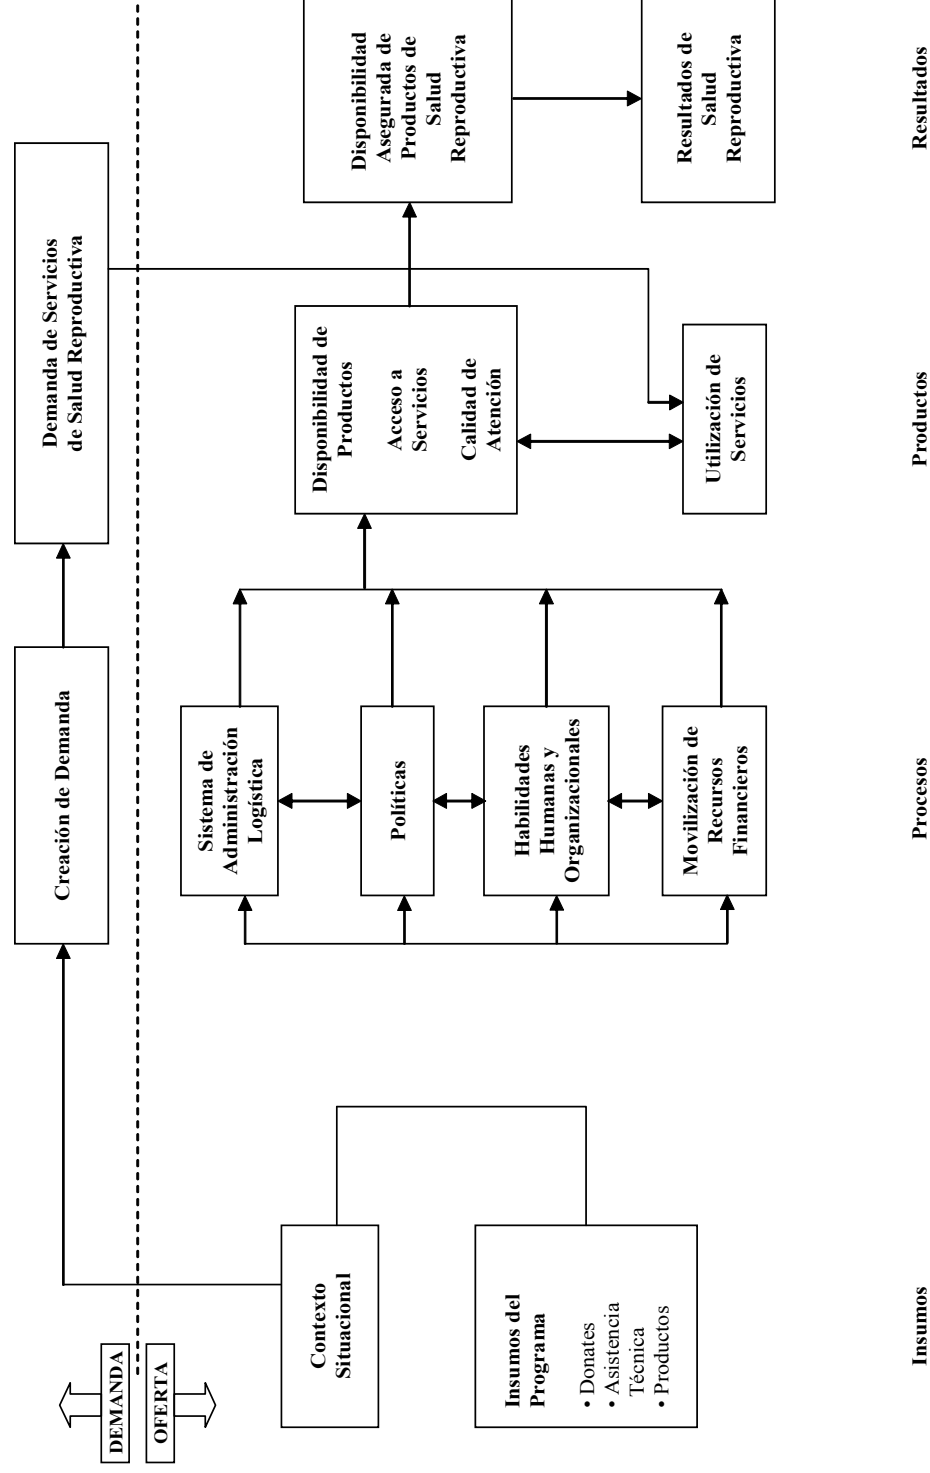 DEMANDA
OFERTA
Contexto
Situacional
Insumos del
Programa
• Donates
• Asistencia
Técnica
• Productos
Creación de Demanda
Sistema de
Administración
Logística
Políticas
Habilidades
Humanas y
Organizacionales
Movilización de
Recursos
Financieros
Demanda de Servicios
de Salud Reproductiva
Disponibilidad de
Productos
Acceso a
Servicios
Calidad de
Atención
Utilización de
Servicios
Disponibilidad
Asegurada de
Productos de
Salud
Reproductiva
Resultados de
Salud
Reproductiva
Insumos
Procesos
Productos
Resultados